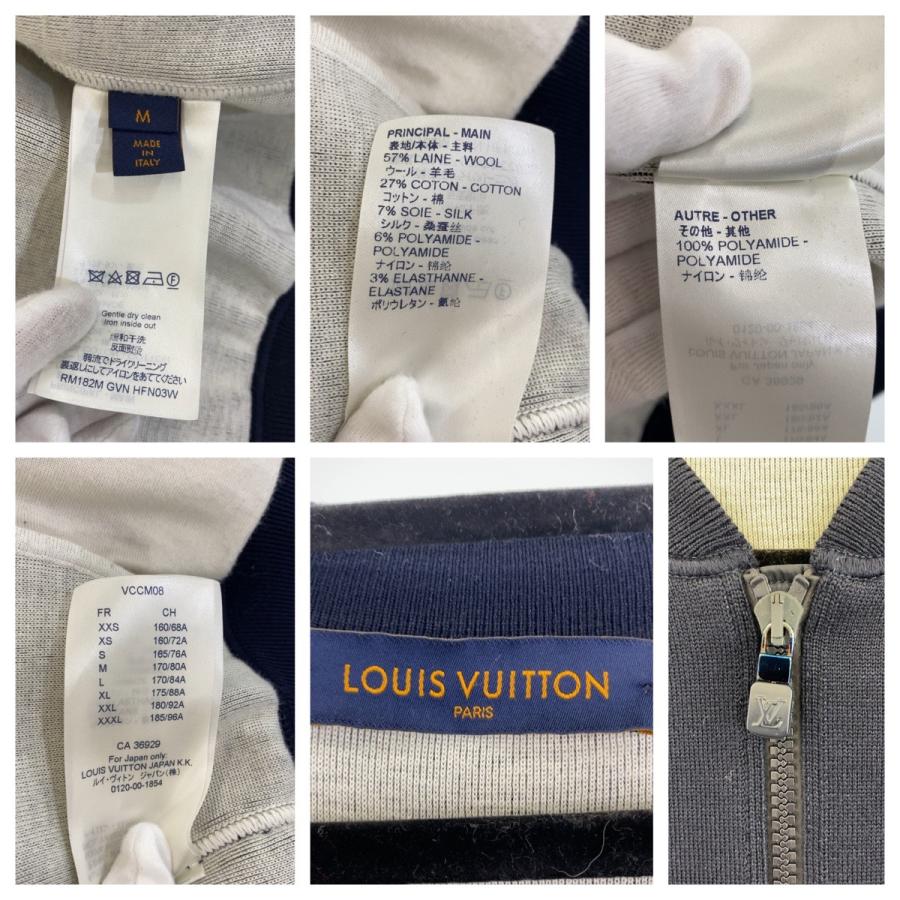 M
MADE
IN
ITALY
Gentle dry clean
Iron inside out
缓和干洗
反面熨烫
弱流でドライクリーニング
裏返しにしてアイロンをあててください
RM182M GVN HFN03W
PRINCIPAL - MAIN
表地/本体 - 主料
57% LAINE - WOOL
ウール - 羊毛
27% COTON - COTTON
コットン - 棉
7% SOIE - SILK
シルク - 桑蚕丝
6% POLYAMIDE -
POLYAMIDE
ナイロン - 锦纶
3% ELASTHANNE -
ELASTANE
ポリウレタン - 氨纶
AUTRE - OTHER
その他 - 其他
100% POLYAMIDE -
POLYAMIDE
ナイロン - 锦纶
VCCM08
FR CH
XXS 160/68A
XS 160/72A
S 165/76A
M 170/80A
L 170/84A
XL 175/88A
XXL 180/92A
XXXL 185/96A
CA 36929
For Japan only:
LOUIS VUITTON JAPAN K.K.
ルイ・ヴィトン ジャパン(株)
0120-00-1854
LOUIS VUITTON
PARIS
LV